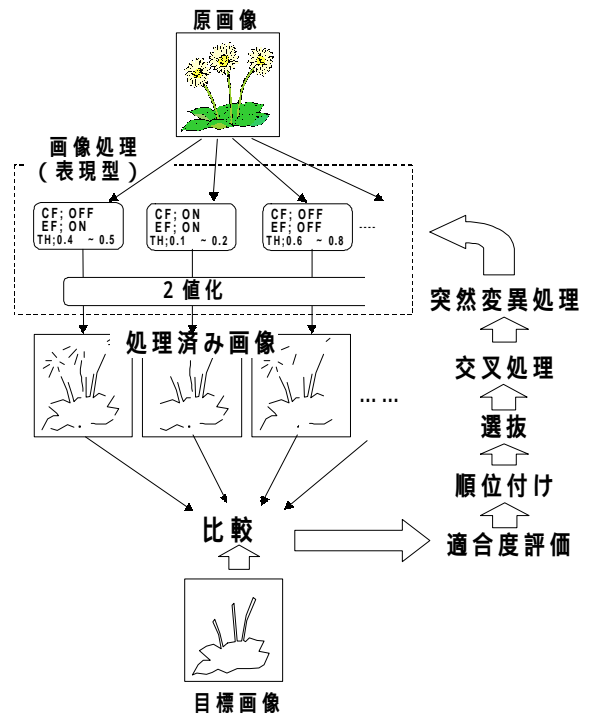 原画像
画像処理
(表現型)
CF; OFF
EF; ON
TH;0.4 ~0.5
CF; ON
EF; ON
TH;0.1 ~0.2
CF; OFF
EF; OFF
TH;0.6 ~0.8
2値化
処理済み画像
……
比較
目標画像
適合度評価
順位付け
選抜
交叉処理
突然変異処理